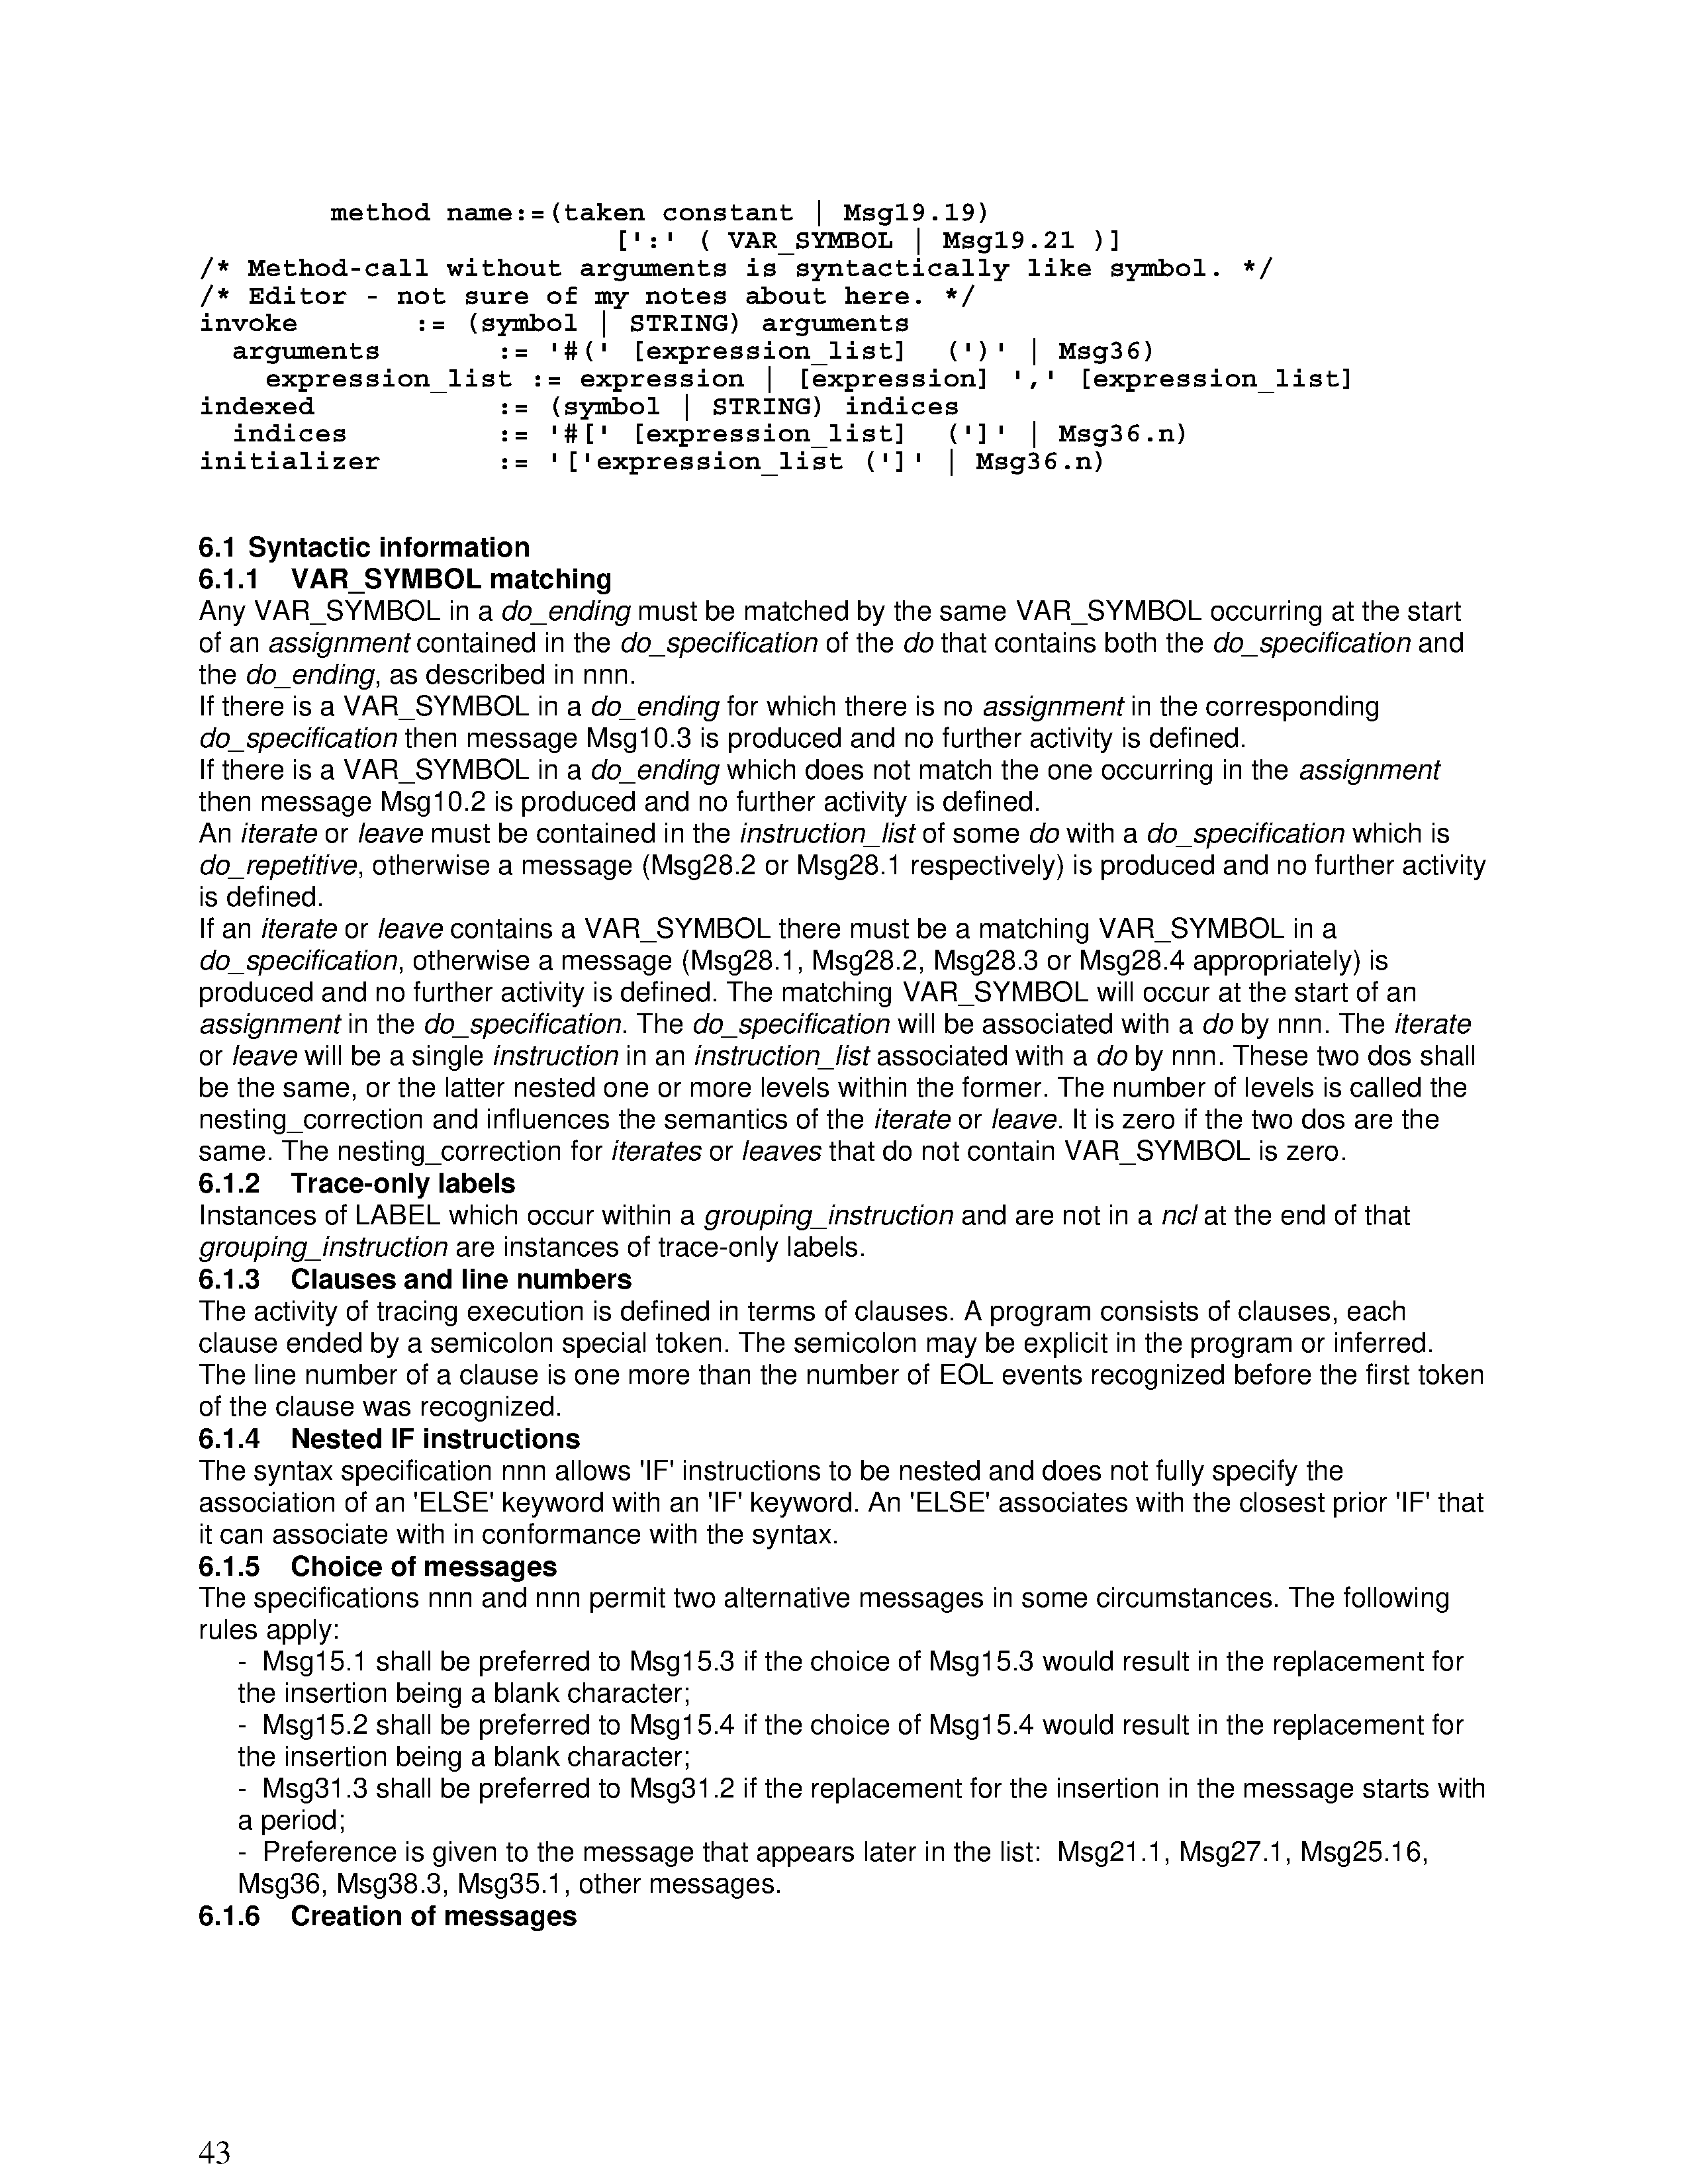 method name:=(taken constant | Msg19.19)
[':' ( VAR_SYMBOL | Msg19.21 )]
/* Method-call without arguments is syntactically like symbol. */
/* Editor - not sure of my notes about here. */
invoke := (symbol | STRING) arguments
arguments := '#(' [expression_list] (')' | Msg36)
expression_list := expression | [expression] ',' [expression_list]
indexed := (symbol | STRING) indices
indices := '#[' [expression_list] (']' | Msg36.n)
initializer := '['expression_list (']' | Msg36.n)
6.1 Syntactic information
6.1.1 VAR_SYMBOL matching
Any VAR_SYMBOL in a do_ending must be matched by the same VAR_SYMBOL occurring at the start
of an assignment contained in the do_specification of the do that contains both the do_specification and
the do_ending, as described in nnn.
If there is a VAR_SYMBOL in a do_ending for which there is no assignment in the corresponding
do_specification then message Msg10.3 is produced and no further activity is defined.
If there is a VAR_SYMBOL in a do_ending which does not match the one occurring in the assignment
then message Msg10.2 is produced and no further activity is defined.
An iterate or leave must be contained in the instruction_list of some do with a do_specification which is
do_repetitive, otherwise a message (Msg28.2 or Msg28.1 respectively) is produced and no further activity
is defined.
If an iterate or leave contains a VAR_SYMBOL there must be a matching VAR_SYMBOL in a
do_specification, otherwise a message (Msg28.1, Msg28.2, Msg28.3 or Msg28.4 appropriately) is
produced and no further activity is defined. The matching VAR_SYMBOL will occur at the start of an
assignment in the do_specification. The do_specification will be associated with a do by nnn. The iterate
or leave will be a single instruction in an instruction_list associated with a do by nnn. These two dos shall
be the same, or the latter nested one or more levels within the former. The number of levels is called the
nesting_correction and influences the semantics of the iterate or leave. It is zero if the two dos are the
same. The nesting_correction for iterates or leaves that do not contain VAR_SYMBOL is zero.
6.1.2 Trace-only labels
Instances of LABEL which occur within a grouping_instruction and are not in a ncl at the end of that
grouping_instruction are instances of trace-only labels.
6.1.3 Clauses and line numbers
The activity of tracing execution is defined in terms of clauses. A program consists of clauses, each
clause ended by a semicolon special token. The semicolon may be explicit in the program or inferred.
The line number of a clause is one more than the number of EOL events recognized before the first token
of the clause was recognized.
6.1.4 Nested IF instructions
The syntax specification nnn allows 'IF' instructions to be nested and does not fully specify the
association of an 'ELSE' keyword with an 'IF' keyword. An 'ELSE' associates with the closest prior 'IF' that
it can associate with in conformance with the syntax.
6.1.5 Choice of messages
The specifications nnn and nnn permit two alternative messages in some circumstances. The following
rules apply:
- Msg15.1 shall be preferred to Msg15.3 if the choice of Msg15.3 would result in the replacement for
the insertion being a blank character;
- Msg15.2 shall be preferred to Msg15.4 if the choice of Msg15.4 would result in the replacement for
the insertion being a blank character;
- Msg31.3 shall be preferred to Msg31.2 if the replacement for the insertion in the message starts with
a period;
- Preference is given to the message that appears later in the list: Msg21.1, Msg27.1, Msg25.16,
Msg36, Msg38.3, Msg35.1, other messages.
6.1.6 Creation of messages
43